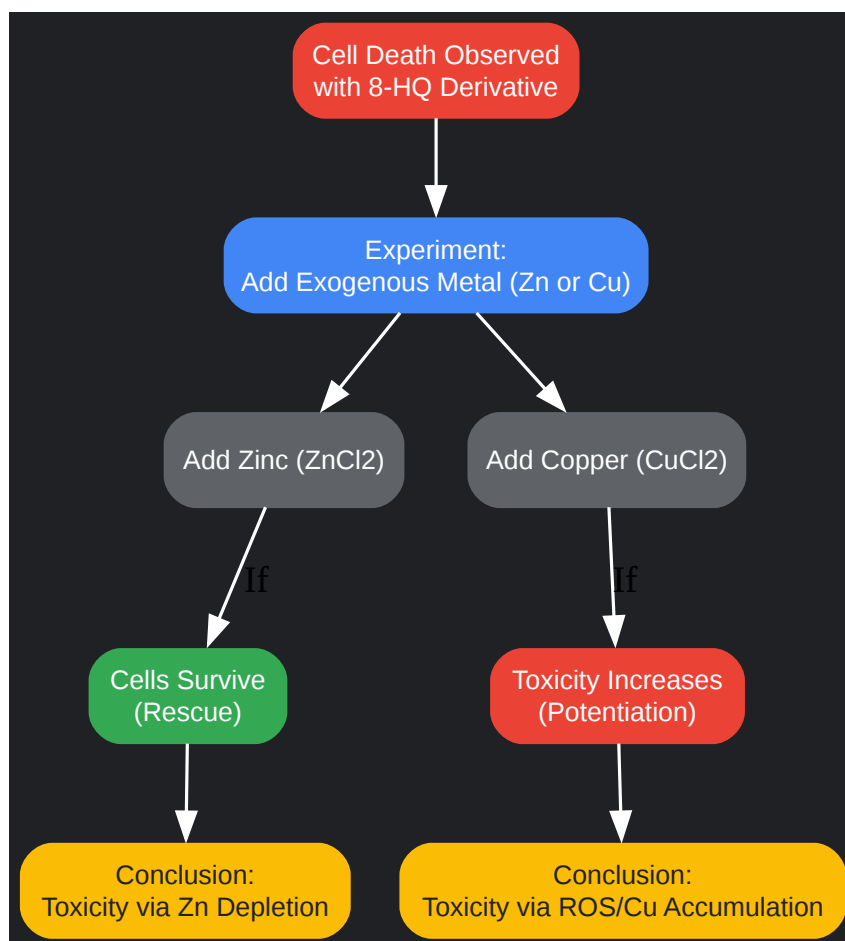 Cell Death Observed
with 8-HQ Derivative
Experiment:
Add Exogenous Metal (Zn or Cu)
Add Zinc (ZnCl2)
Add Copper (CuCl2)
If
If
Cells Survive
(Rescue)
Toxicity Increases
(Potentiation)
Conclusion:
Toxicity via Zn Depletion
Conclusion:
Toxicity via ROS/Cu Accumulation